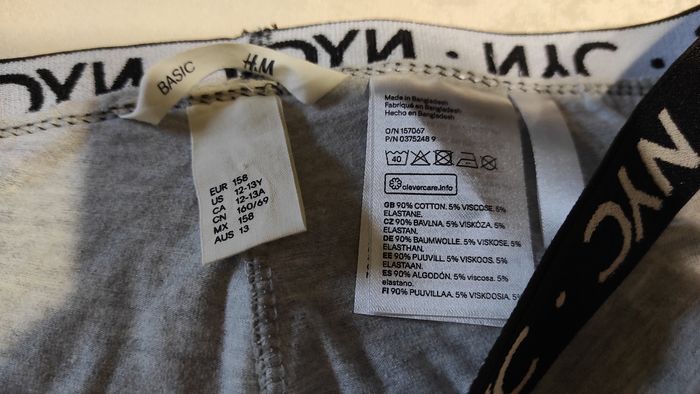 NYC · NYC · NYC ·
BASIC H&M
EUR 158
US 12-13Y
CA 12-13A
CN 160/69
MX 158
AUS 13
Made in Bangladesh
Fabriqué en Bangladesh
Hecho en Bangladesh
O/N 157067
P/N 0375248 9
40
clevercare.info
GB 90% COTTON. 5% VISCOSE. 5%
ELASTANE.
CZ 90% BAVLNA. 5% VISKÓZA. 5%
ELASTAN.
DE 90% BAUMWOLLE. 5% VISKOSE. 5%
ELASTHAN.
EE 90% PUUVILL. 5% VISKOOS. 5%
ELASTAAN.
ES 90% ALGODÓN. 5% viscosa. 5%
elastano.
FI 90% PUUVILLAA. 5% VISKOOSIA. 5%
NYC · NYC